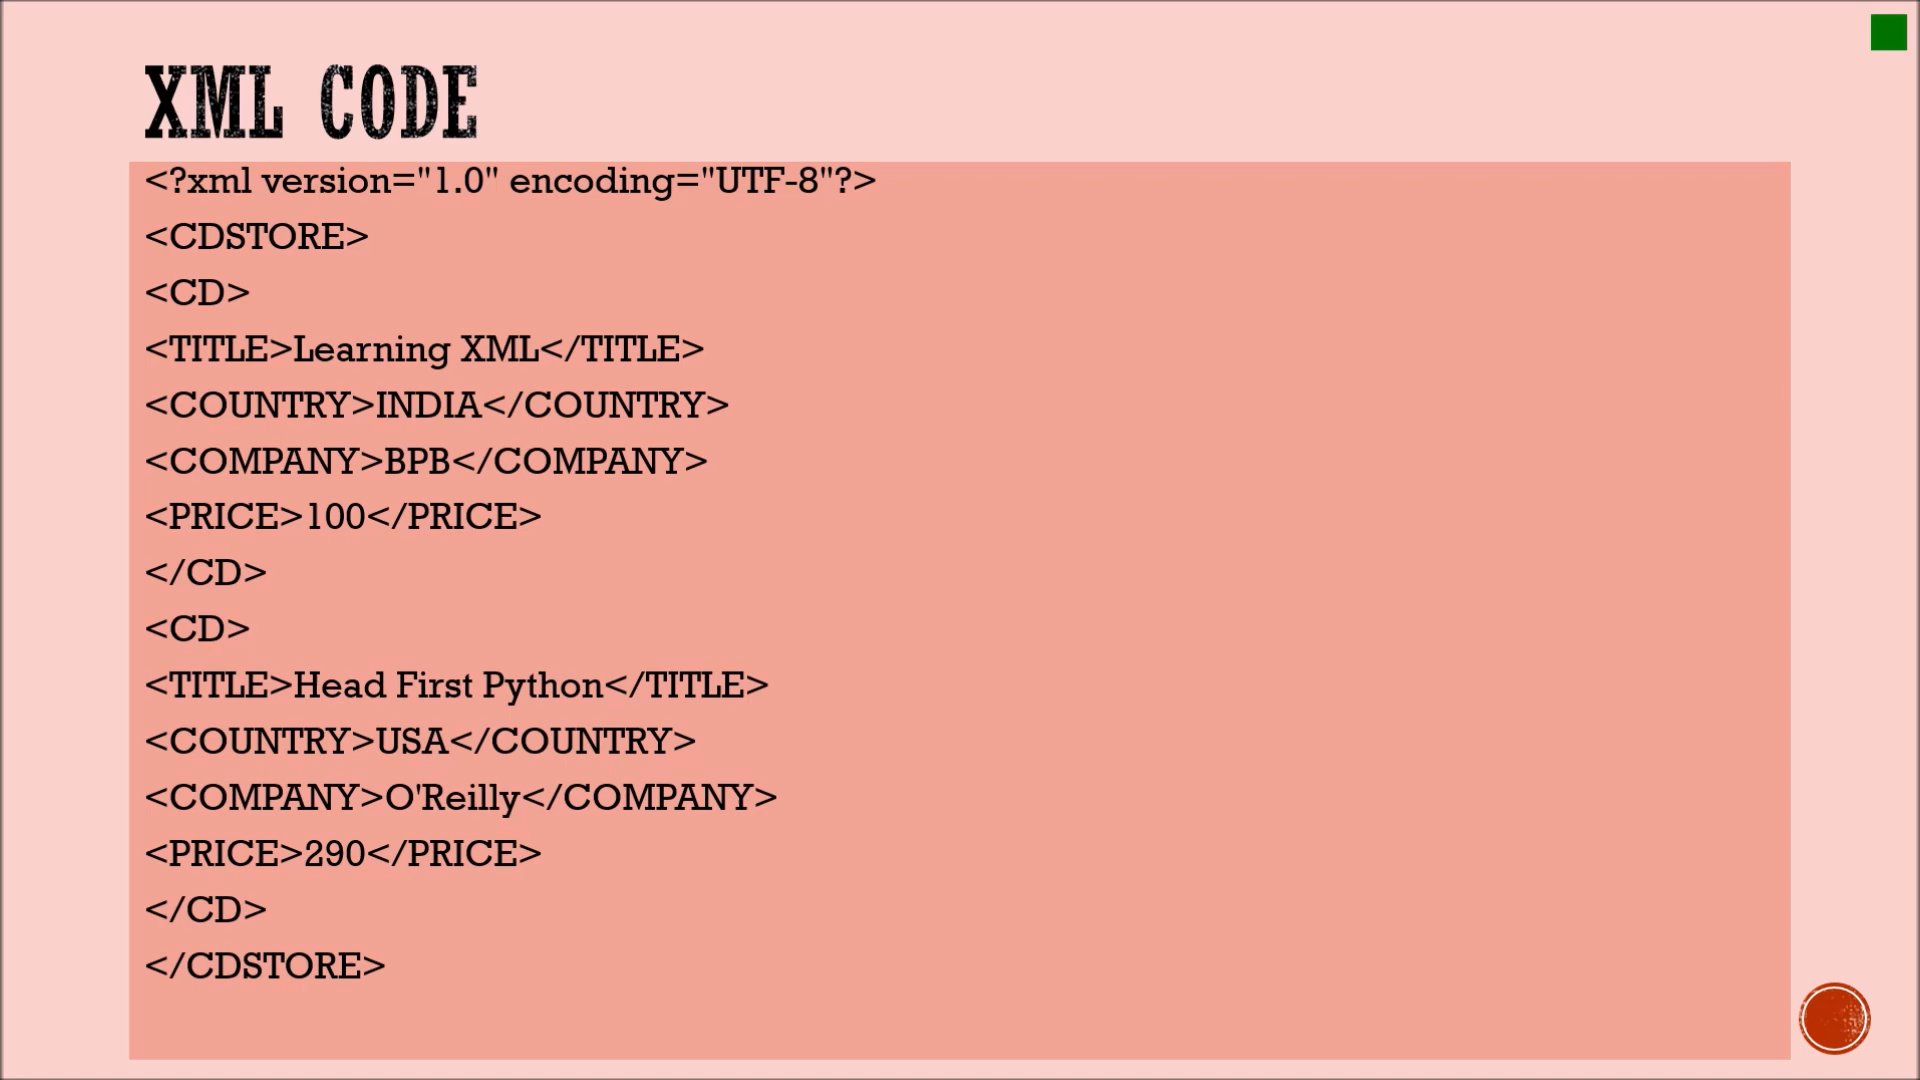 XML CODE
<?xml version="1.0" encoding="UTF-8"?>
<CDSTORE>
<CD>
<TITLE>Learning XML</TITLE>
<COUNTRY>INDIA</COUNTRY>
<COMPANY>BPB</COMPANY>
<PRICE>100</PRICE>
</CD>
<CD>
<TITLE>Head First Python</TITLE>
<COUNTRY>USA</COUNTRY>
<COMPANY>O'Reilly</COMPANY>
<PRICE>290</PRICE>
</CD>
</CDSTORE>